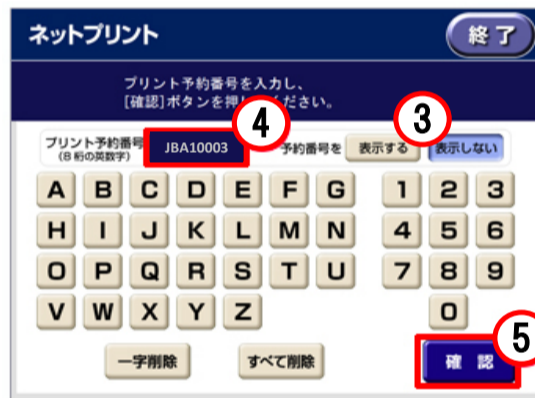 ネットプリント
終了
プリント予約番号を入力し、
[確認]ボタンを押し ください。
4
3
プリント予約番号
(8桁の英数字)
JBA10003
予約番号を
表示する
表示しない
A B C D E F G 1 2 3
H I J K L M N 4 5 6
O P Q R S T U 7 8 9
V W X Y Z 0
5
一字削除
すべて削除
確認